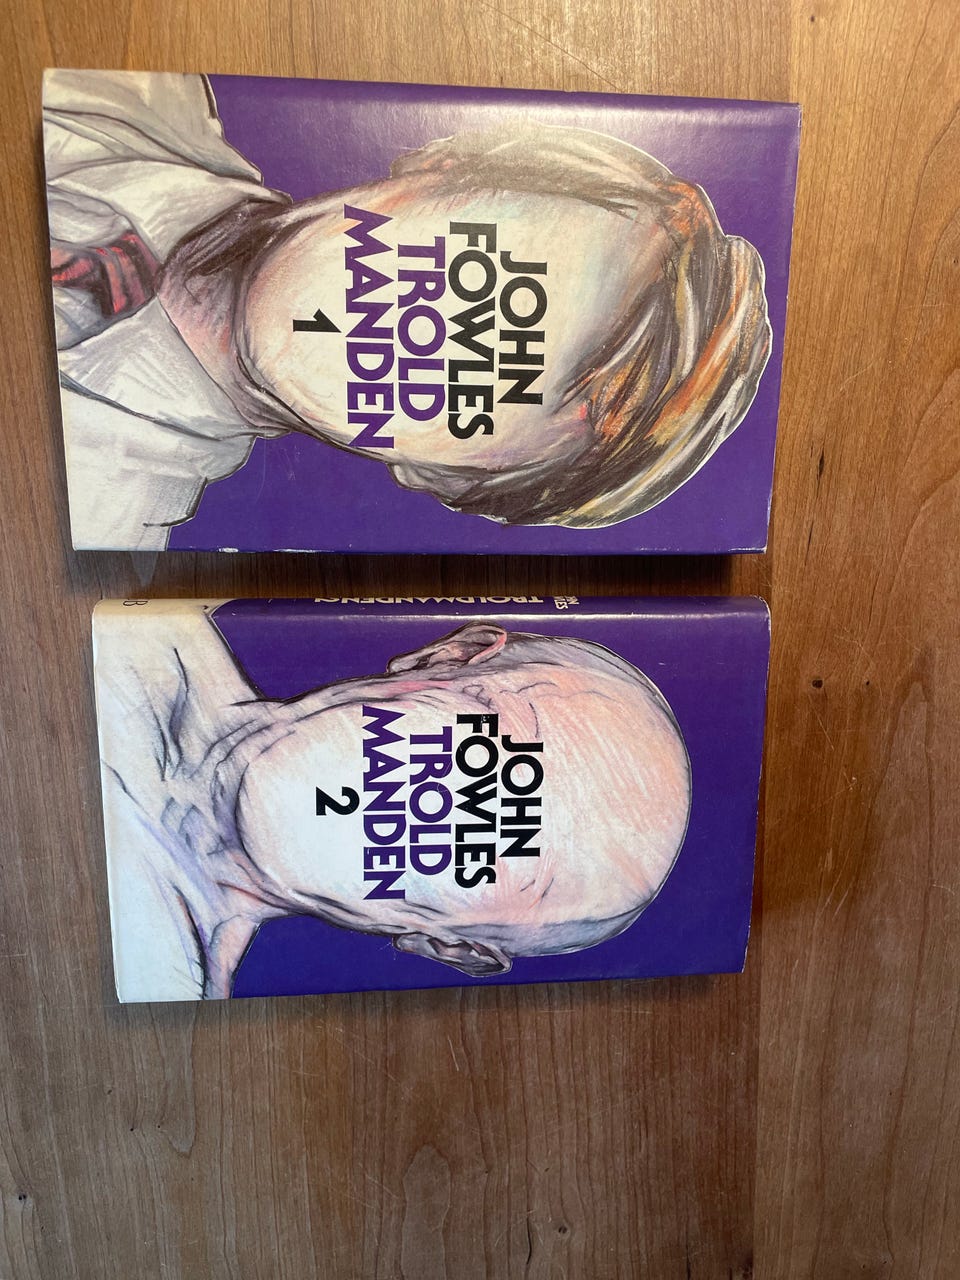 JOHN
FOWLES
TROLD
MANDEN
1
TROLDMANDEN 2
JOHN
FOWLES
TROLD
MANDEN
2